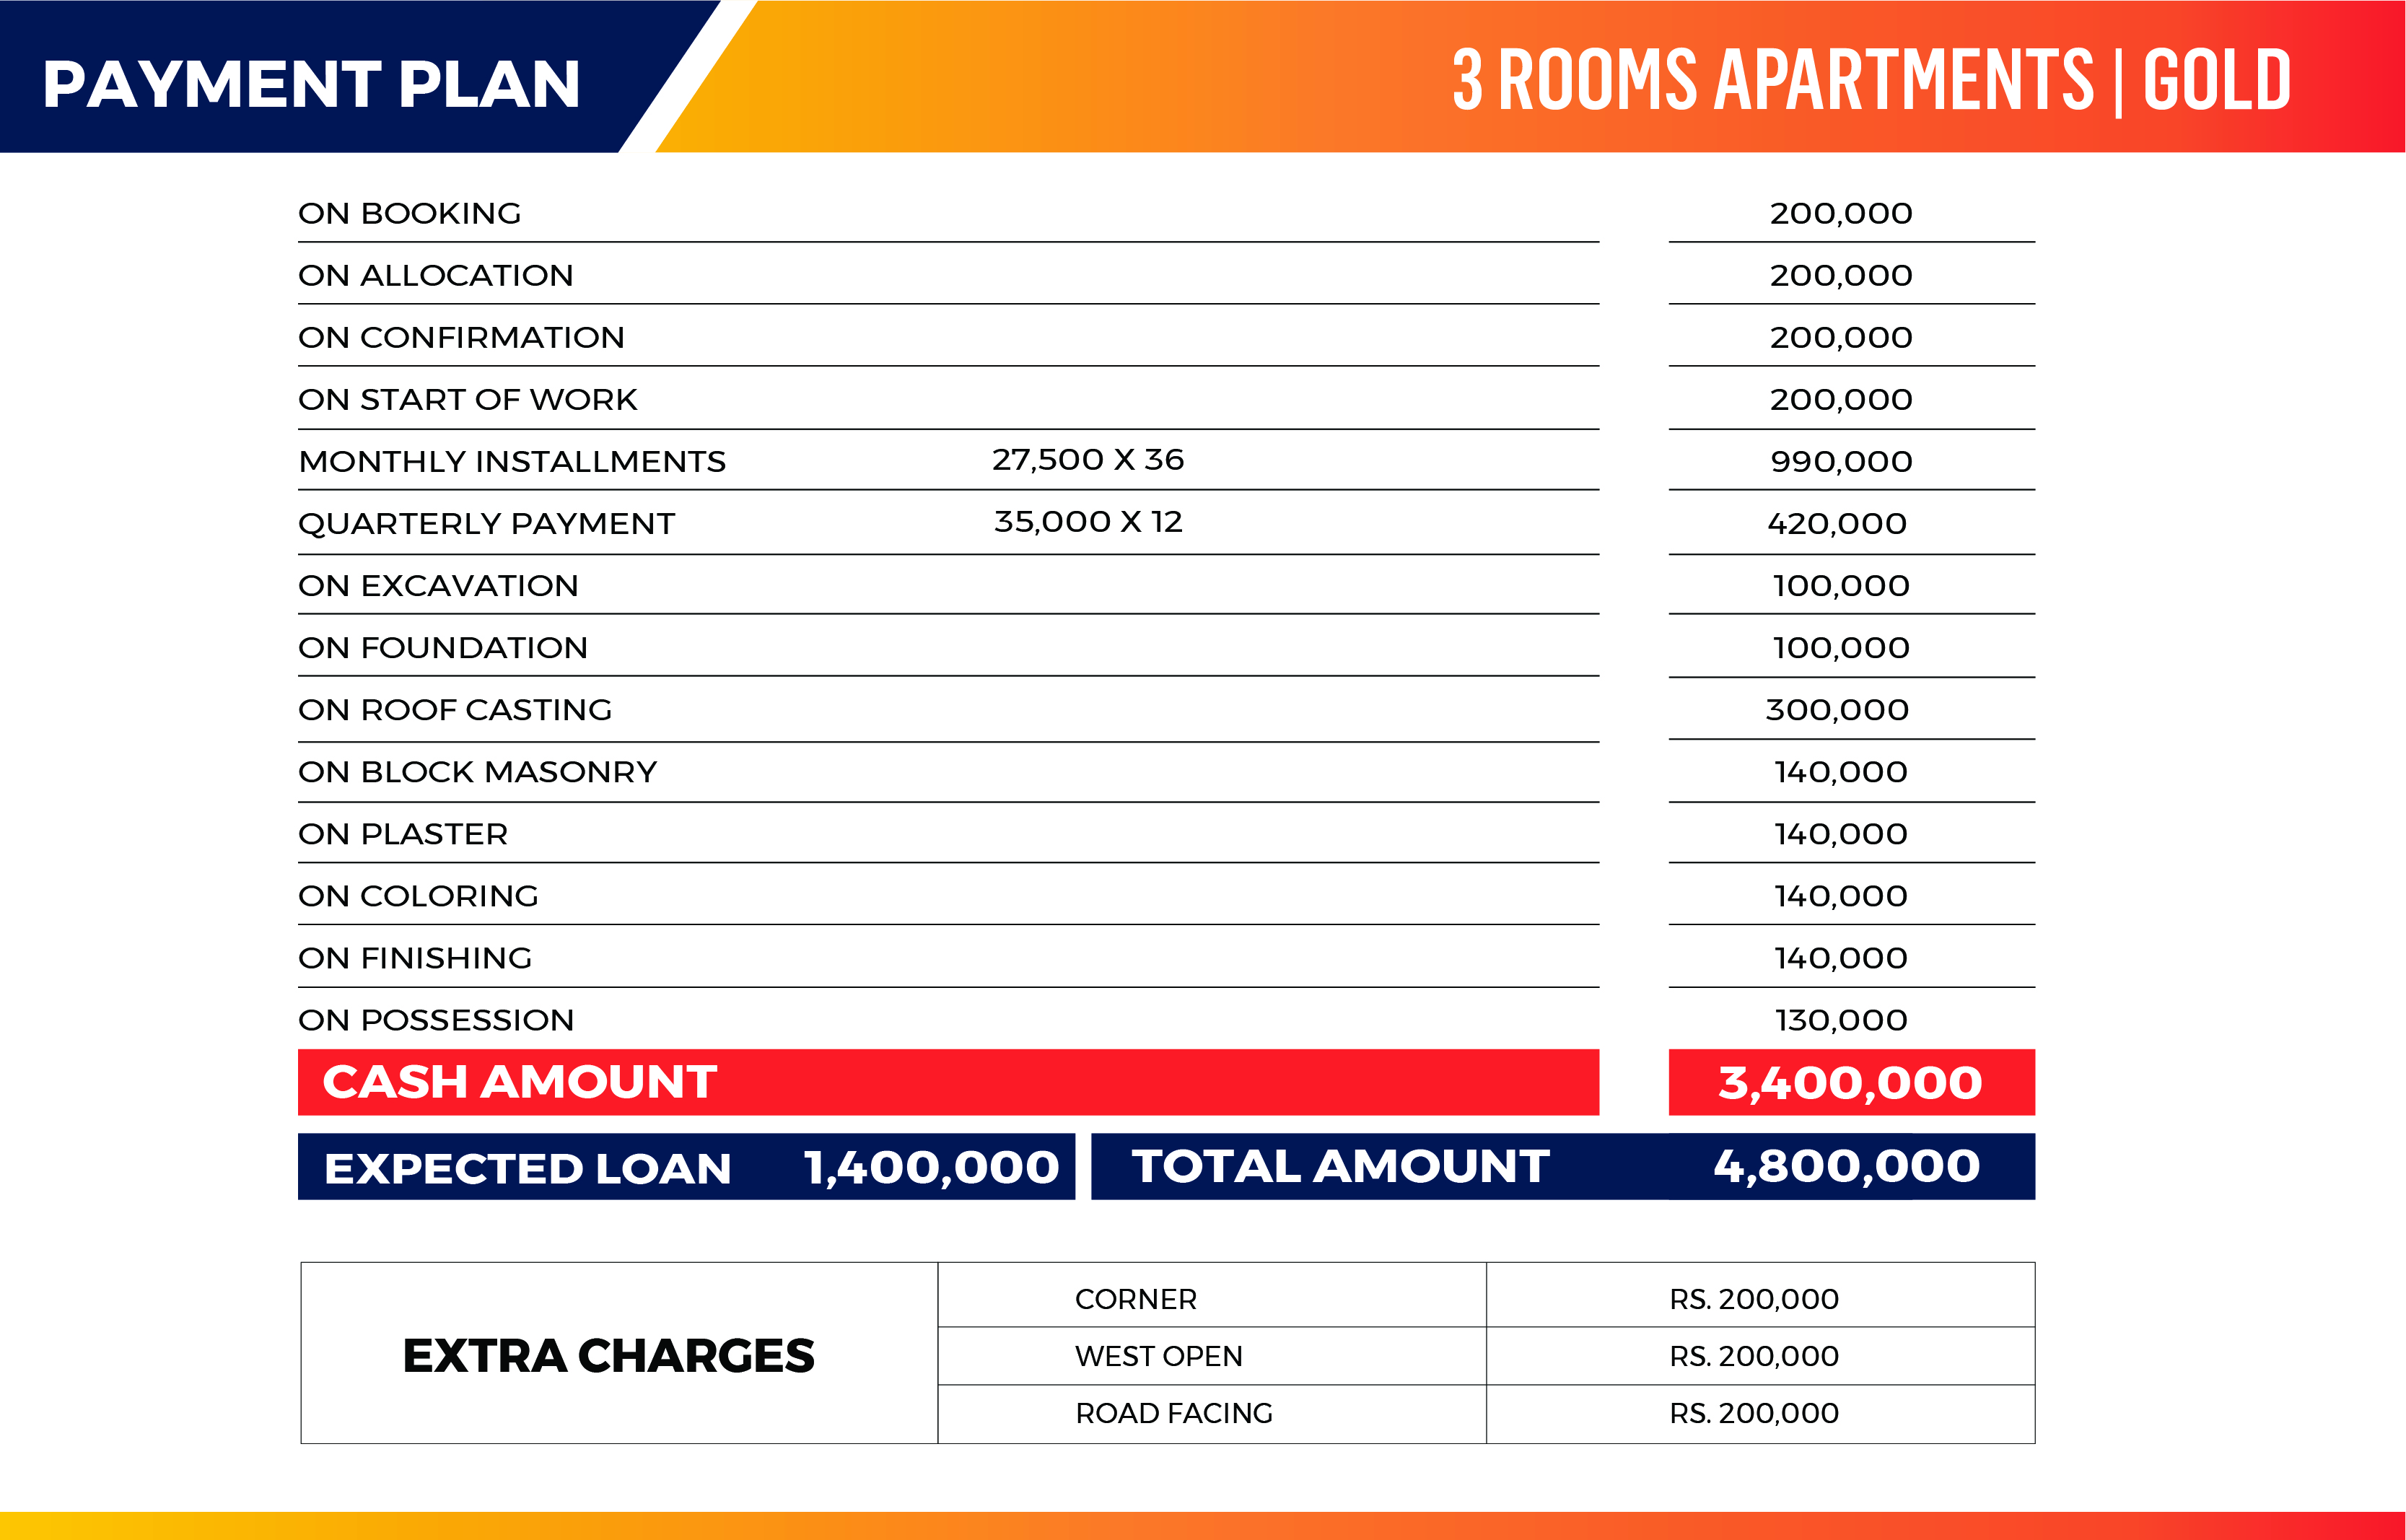 PAYMENT PLAN
3 ROOMS APARTMENTS | GOLD
ON BOOKING 200,000
ON ALLOCATION 200,000
ON CONFIRMATION 200,000
ON START OF WORK 200,000
MONTHLY INSTALLMENTS 27,500 X 36 990,000
QUARTERLY PAYMENT 35,000 X 12 420,000
ON EXCAVATION 100,000
ON FOUNDATION 100,000
ON ROOF CASTING 300,000
ON BLOCK MASONRY 140,000
ON PLASTER 140,000
ON COLORING 140,000
ON FINISHING 140,000
ON POSSESSION 130,000
CASH AMOUNT 3,400,000
EXPECTED LOAN 1,400,000 TOTAL AMOUNT 4,800,000
EXTRA CHARGES
CORNER RS. 200,000
WEST OPEN RS. 200,000
ROAD FACING RS. 200,000